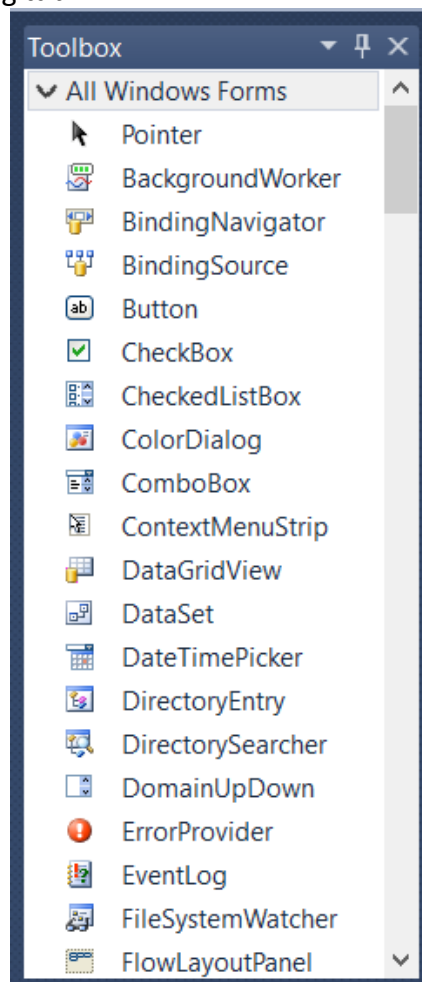 Toolbox
All Windows Forms
Pointer
BackgroundWorker
BindingNavigator
BindingSource
ab Button
CheckBox
CheckedListBox
ColorDialog
ComboBox
ContextMenuStrip
DataGridView
DataSet
DateTimePicker
DirectoryEntry
DirectorySearcher
DomainUpDown
ErrorProvider
EventLog
FileSystemWatcher
FlowLayoutPanel